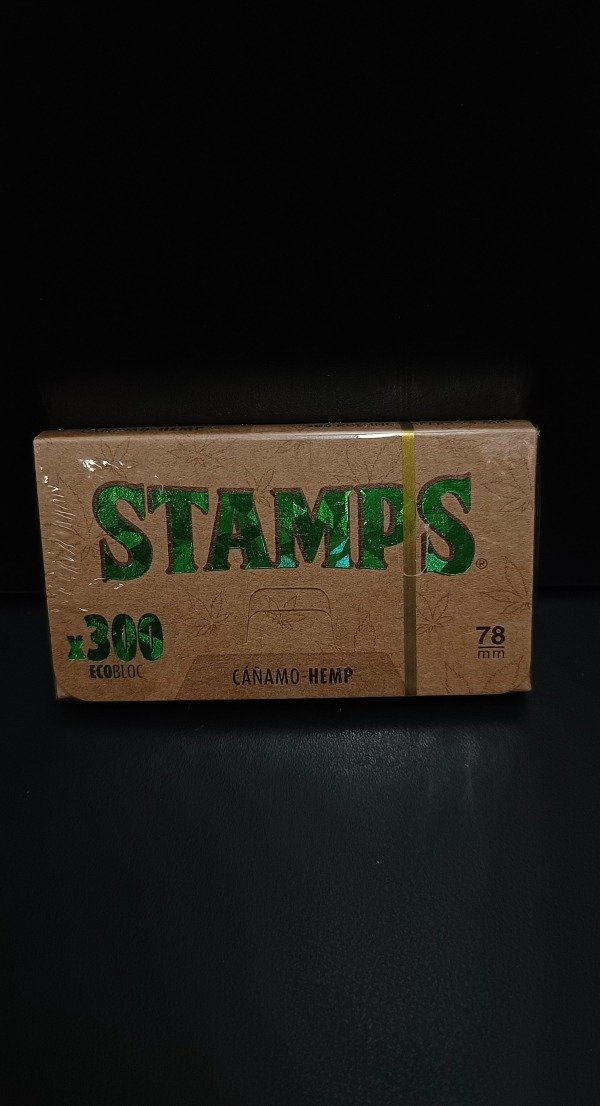 STAMPS®
x300
ECOBLOC
CÁÑAMO-HEMP
78
mm